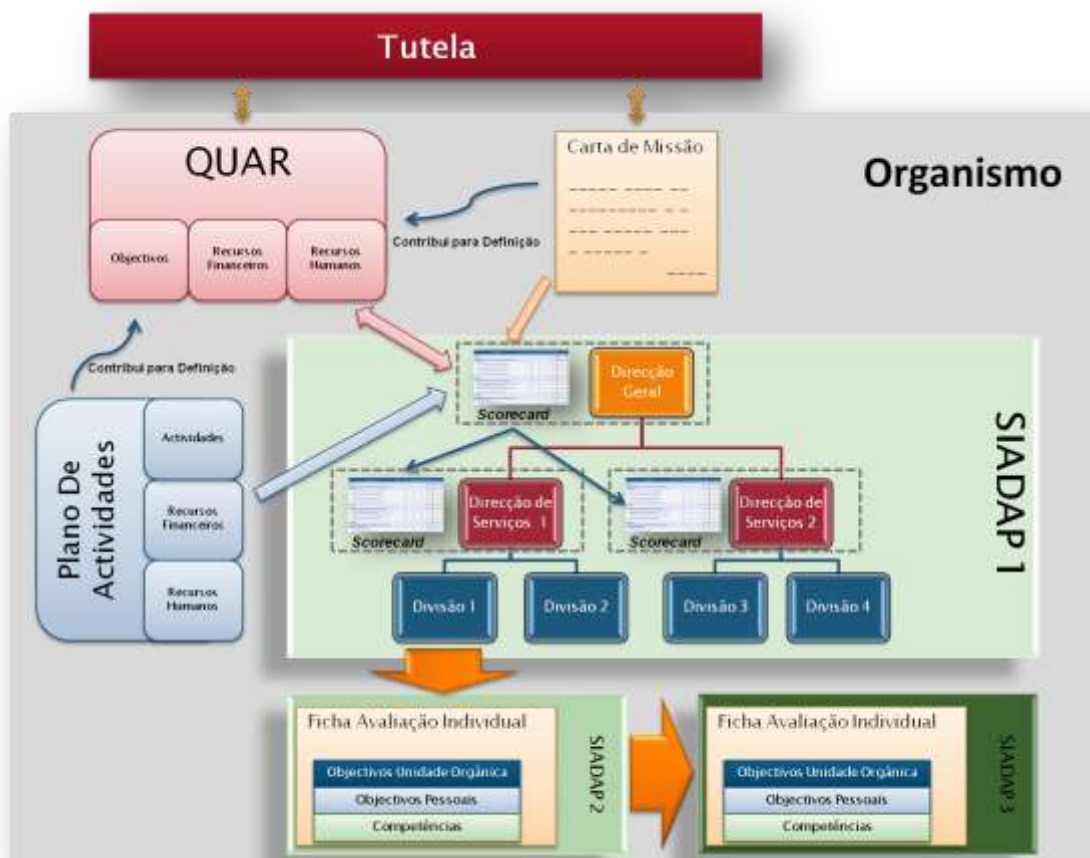 Tutela
QUAR
Objectivos
Recursos
Financeiros
Recursos
Humanos
Carta de Missão
Organismo
Contribui para Definição
Contribui para Definição
Plano De
Actividades
Actividades
Recursos
Financeiros
Recursos
Humanos
Scorecard
Direcção
Geral
Scorecard
Direcção de
Serviços 1
Scorecard
Direcção de
Serviços 2
Divisão 1
Divisão 2
Divisão 3
Divisão 4
SIADAP 1
Ficha Avaliação Individual
Objectivos Unidade Orgânica
Objectivos Pessoais
Competências
SIADAP 2
Ficha Avaliação Individual
Objectivos Unidade Orgânica
Objectivos Pessoais
Competências
SIADAP 3